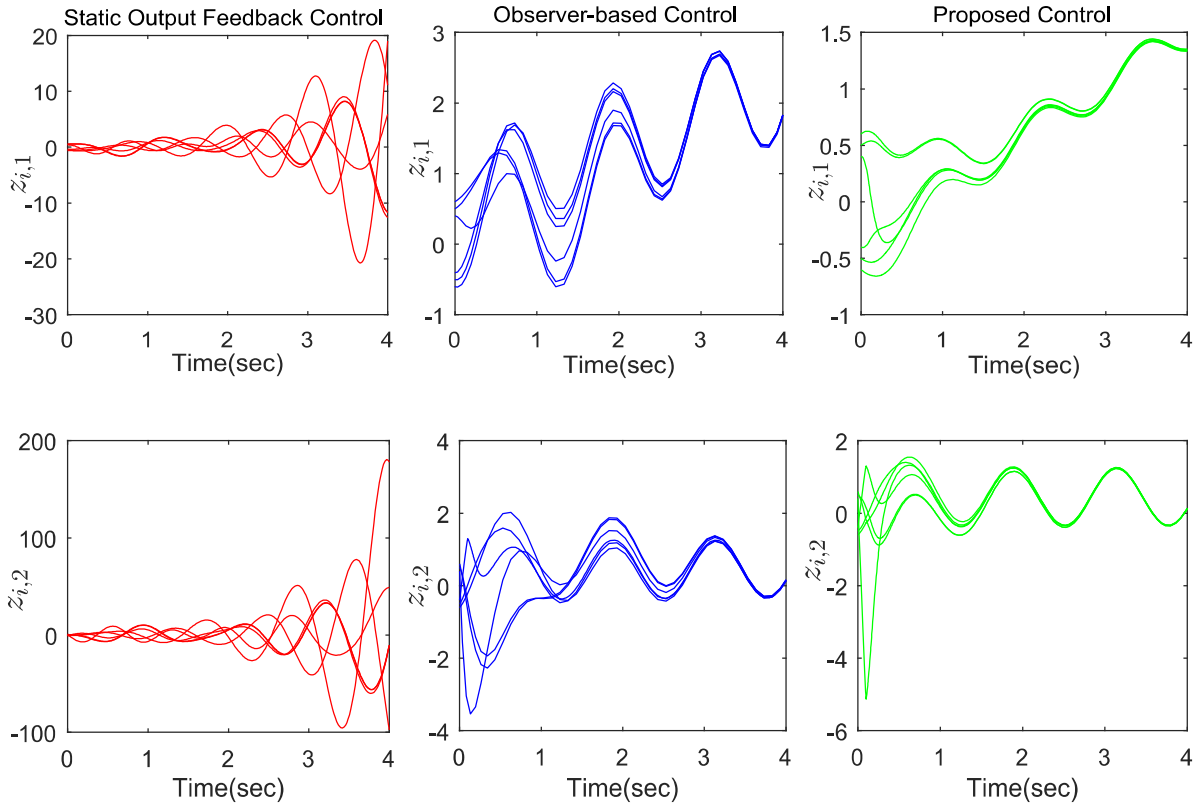 Static Output Feedback Control
Observer-based Control
Proposed Control
20
10
0
-10
-20
-30
z_{i,1}
0 1 2 3 4
Time(sec)
3
2
1
0
-1
z_{i,1}
0 1 2 3 4
Time(sec)
1.5
1
0.5
0
-0.5
-1
z_{i,1}
0 1 2 3 4
Time(sec)
200
100
0
-100
z_{i,2}
0 1 2 3 4
Time(sec)
4
2
0
-2
-4
z_{i,2}
0 1 2 3 4
Time(sec)
2
0
-2
-4
-6
z_{i,2}
0 1 2 3 4
Time(sec)